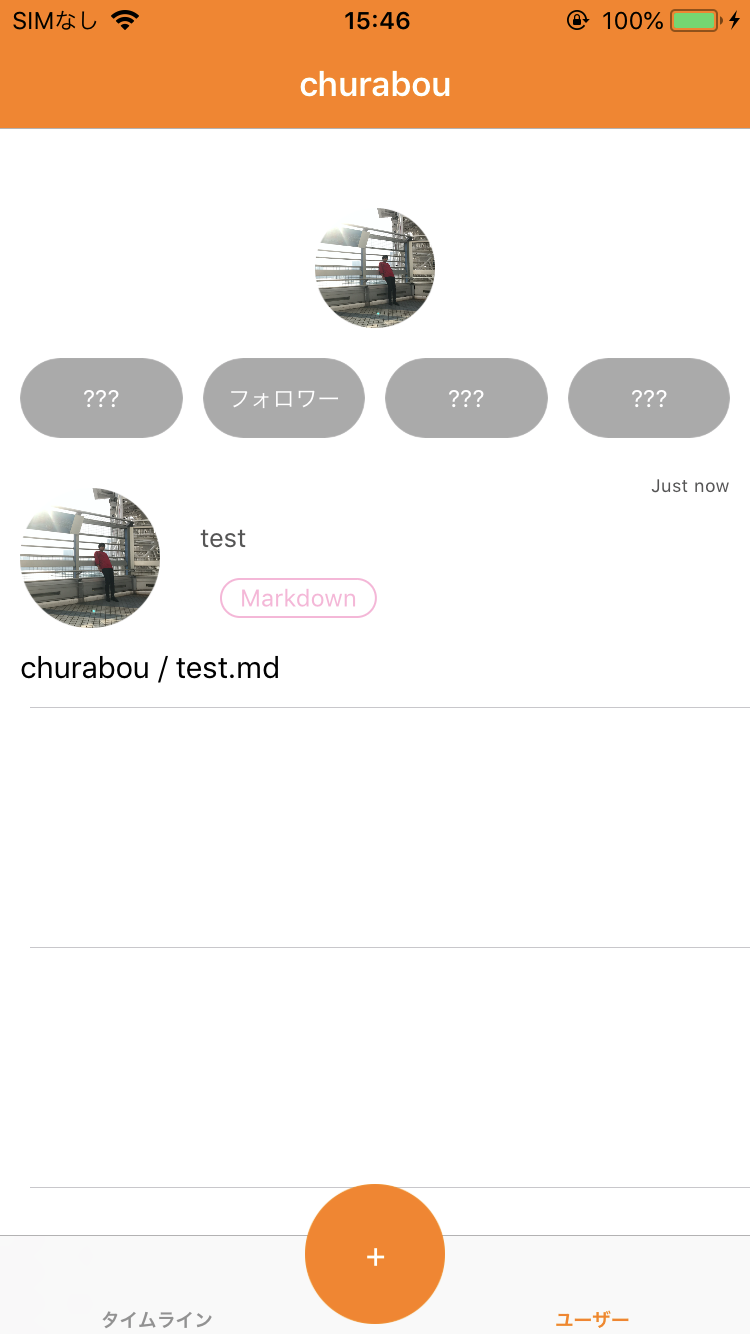 SIMなし 15:46 100%
churabou
??? フォロワー ??? ???
Just now
test
Markdown
churabou / test.md
+
タイムライン ユーザー